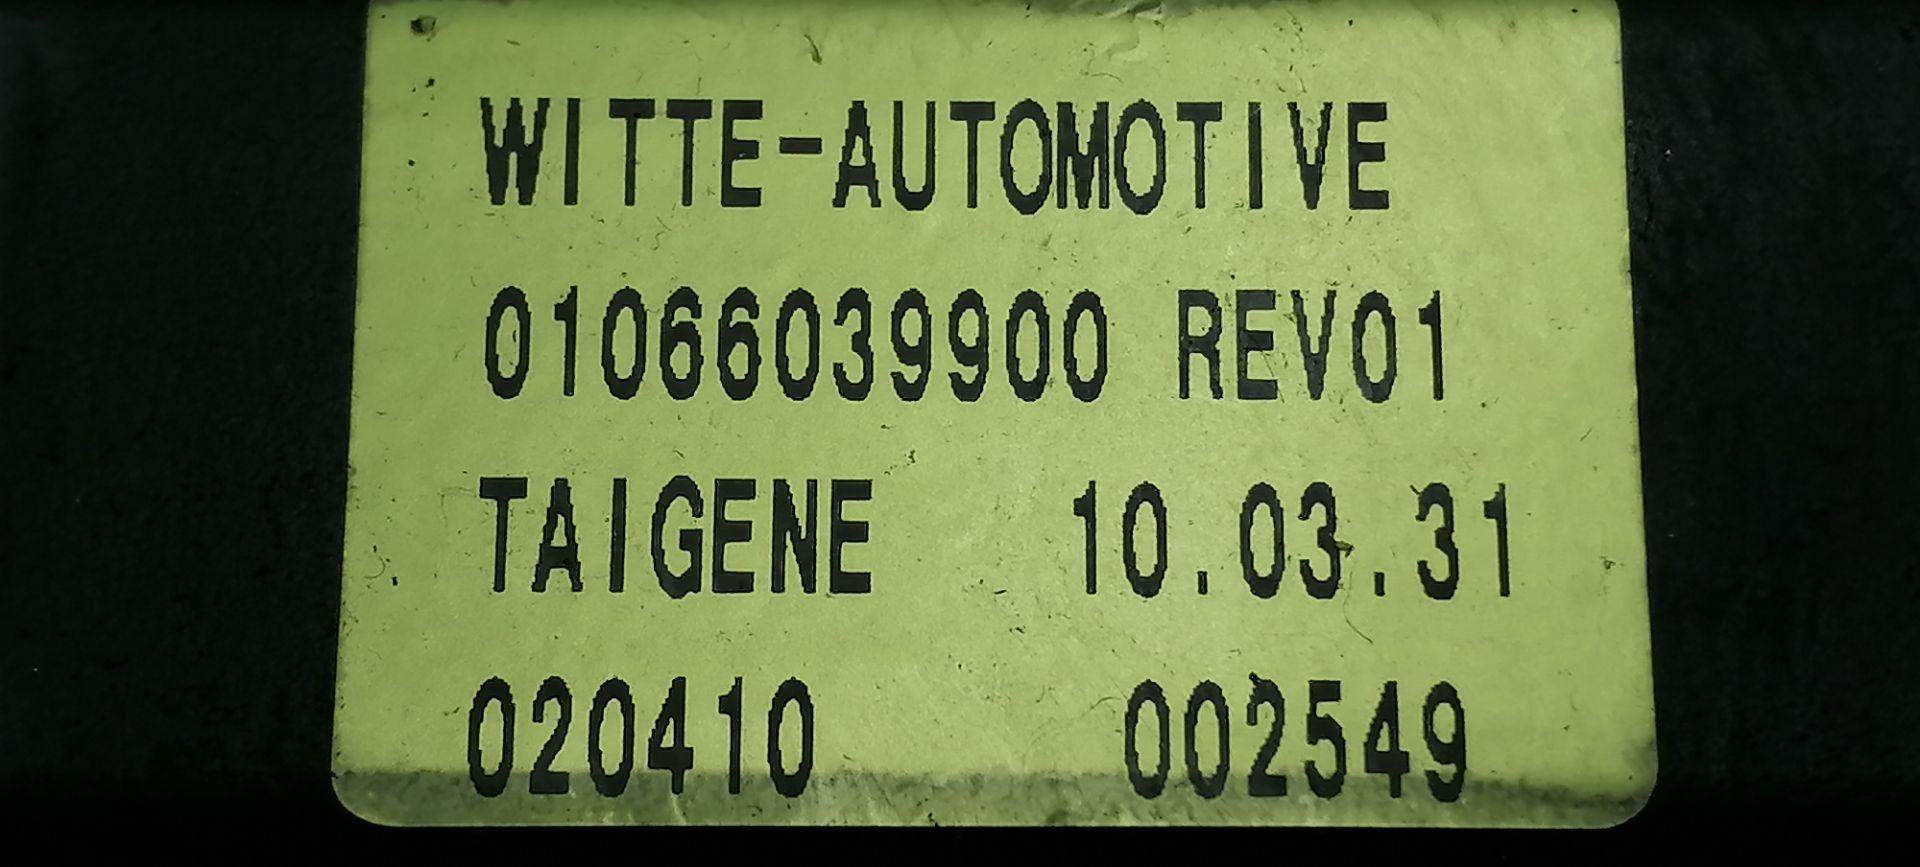 WITTE-AUTOMOTIVE
01066039900 REV01
TAIGENE 10.03.31
020410 002549